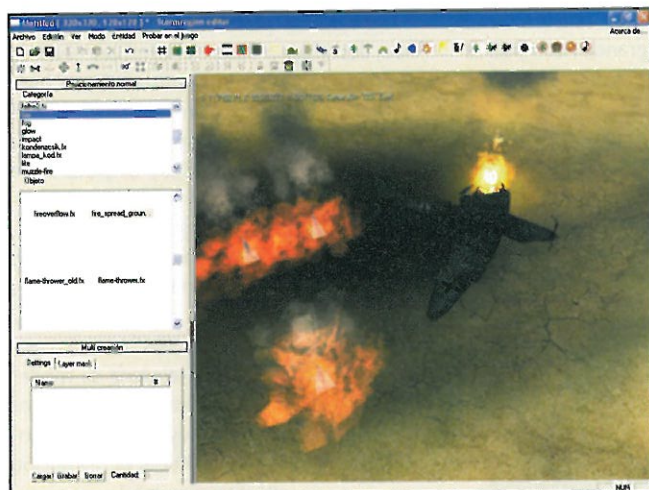 Archivo Edición Ver Modo Entidad Probar en el juego
Acerca de...
Posicionamiento normal
Categoría
fog
glow
impact
kondenzcsik.fx
lampa_kod.fx
lite
muzzle-fire
Objeto
fireoverflow.fx fire_spread_groun...
flame-thrower_old.fx flame-thrower.fx
Multi creación
Settings Layer mask
Name #
Cargar Grabar Borrar Cantidad:
NUM